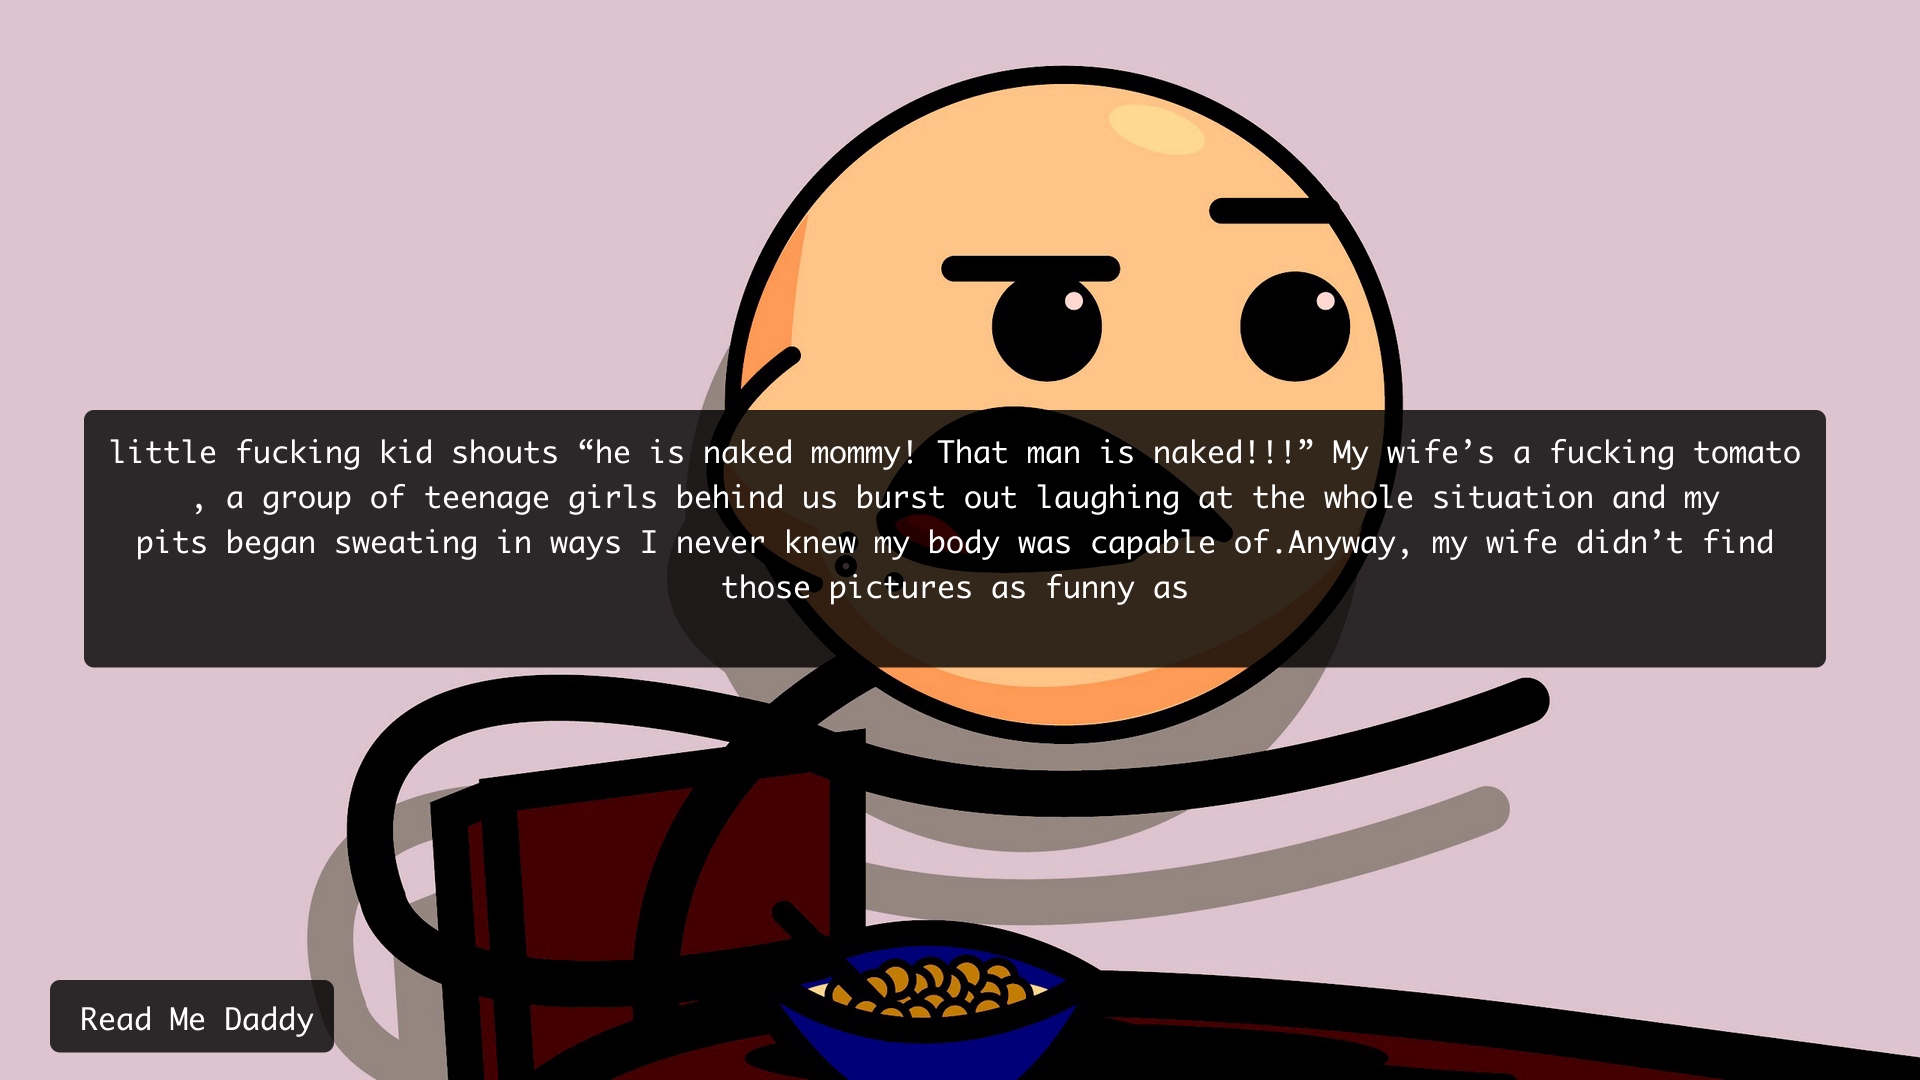 little fucking kid shouts “he is naked mommy! That man is naked!!!” My wife’s a fucking tomato
, a group of teenage girls behind us burst out laughing at the whole situation and my
pits began sweating in ways I never knew my body was capable of.Anyway, my wife didn’t find
those pictures as funny as
Read Me Daddy